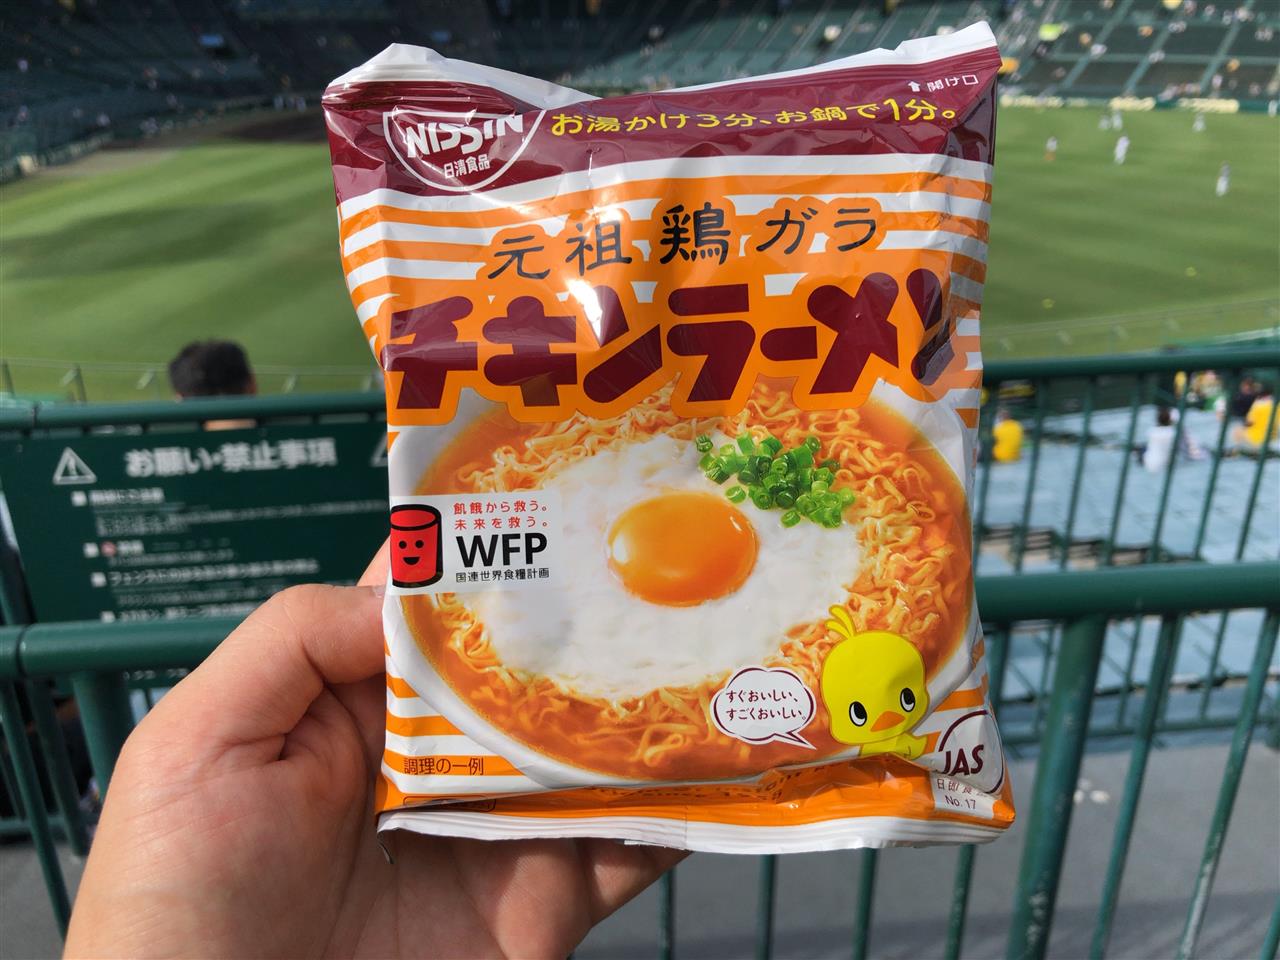 ↑開け口
お湯かけ3分、お鍋で1分。
NISSIN
日清食品
元祖鶏ガラ
チキンラーメン
飢餓から救う。
未来を救う。
WFP
国連世界食糧計画
すぐおいしい、
すごくおいしい。
調理の一例
JAS
No.17
お願い・禁止事項